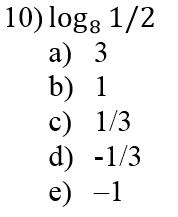 10) log₈ 1/2
a) 3
b) 1
c) 1/3
d) -1/3
e) –1